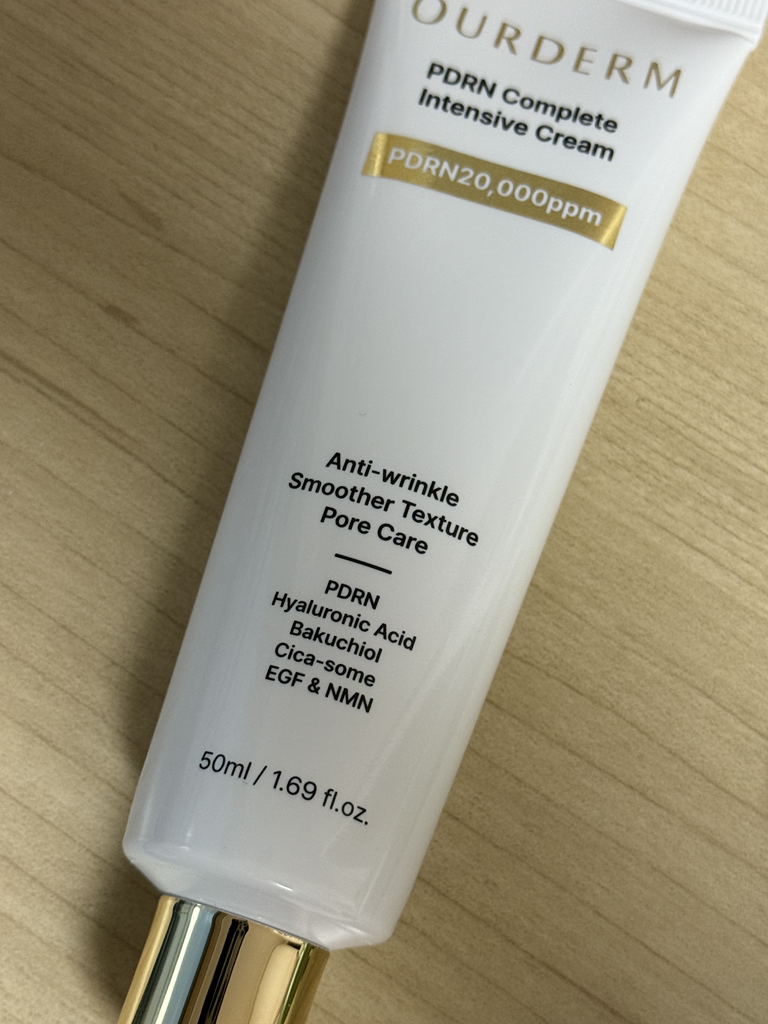 OURDERM
PDRN Complete
Intensive Cream
PDRN20,000ppm
Anti-wrinkle
Smoother Texture
Pore Care
PDRN
Hyaluronic Acid
Bakuchiol
Cica-some
EGF & NMN
50ml / 1.69 fl.oz.